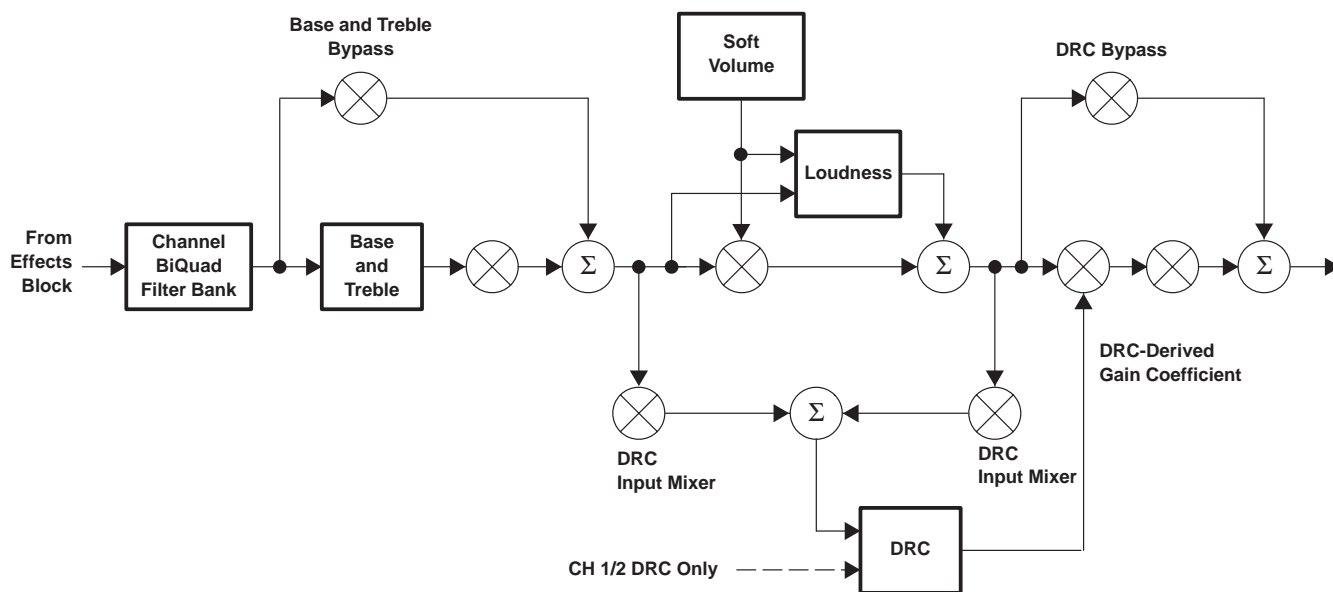 Base and Treble
Bypass
Soft
Volume
DRC Bypass
Loudness
From
Effects
Block
Channel
BiQuad
Filter Bank
Base
and
Treble
Σ
Σ
Σ
DRC-Derived
Gain Coefficient
Σ
DRC
Input Mixer
DRC
Input Mixer
DRC
CH 1/2 DRC Only